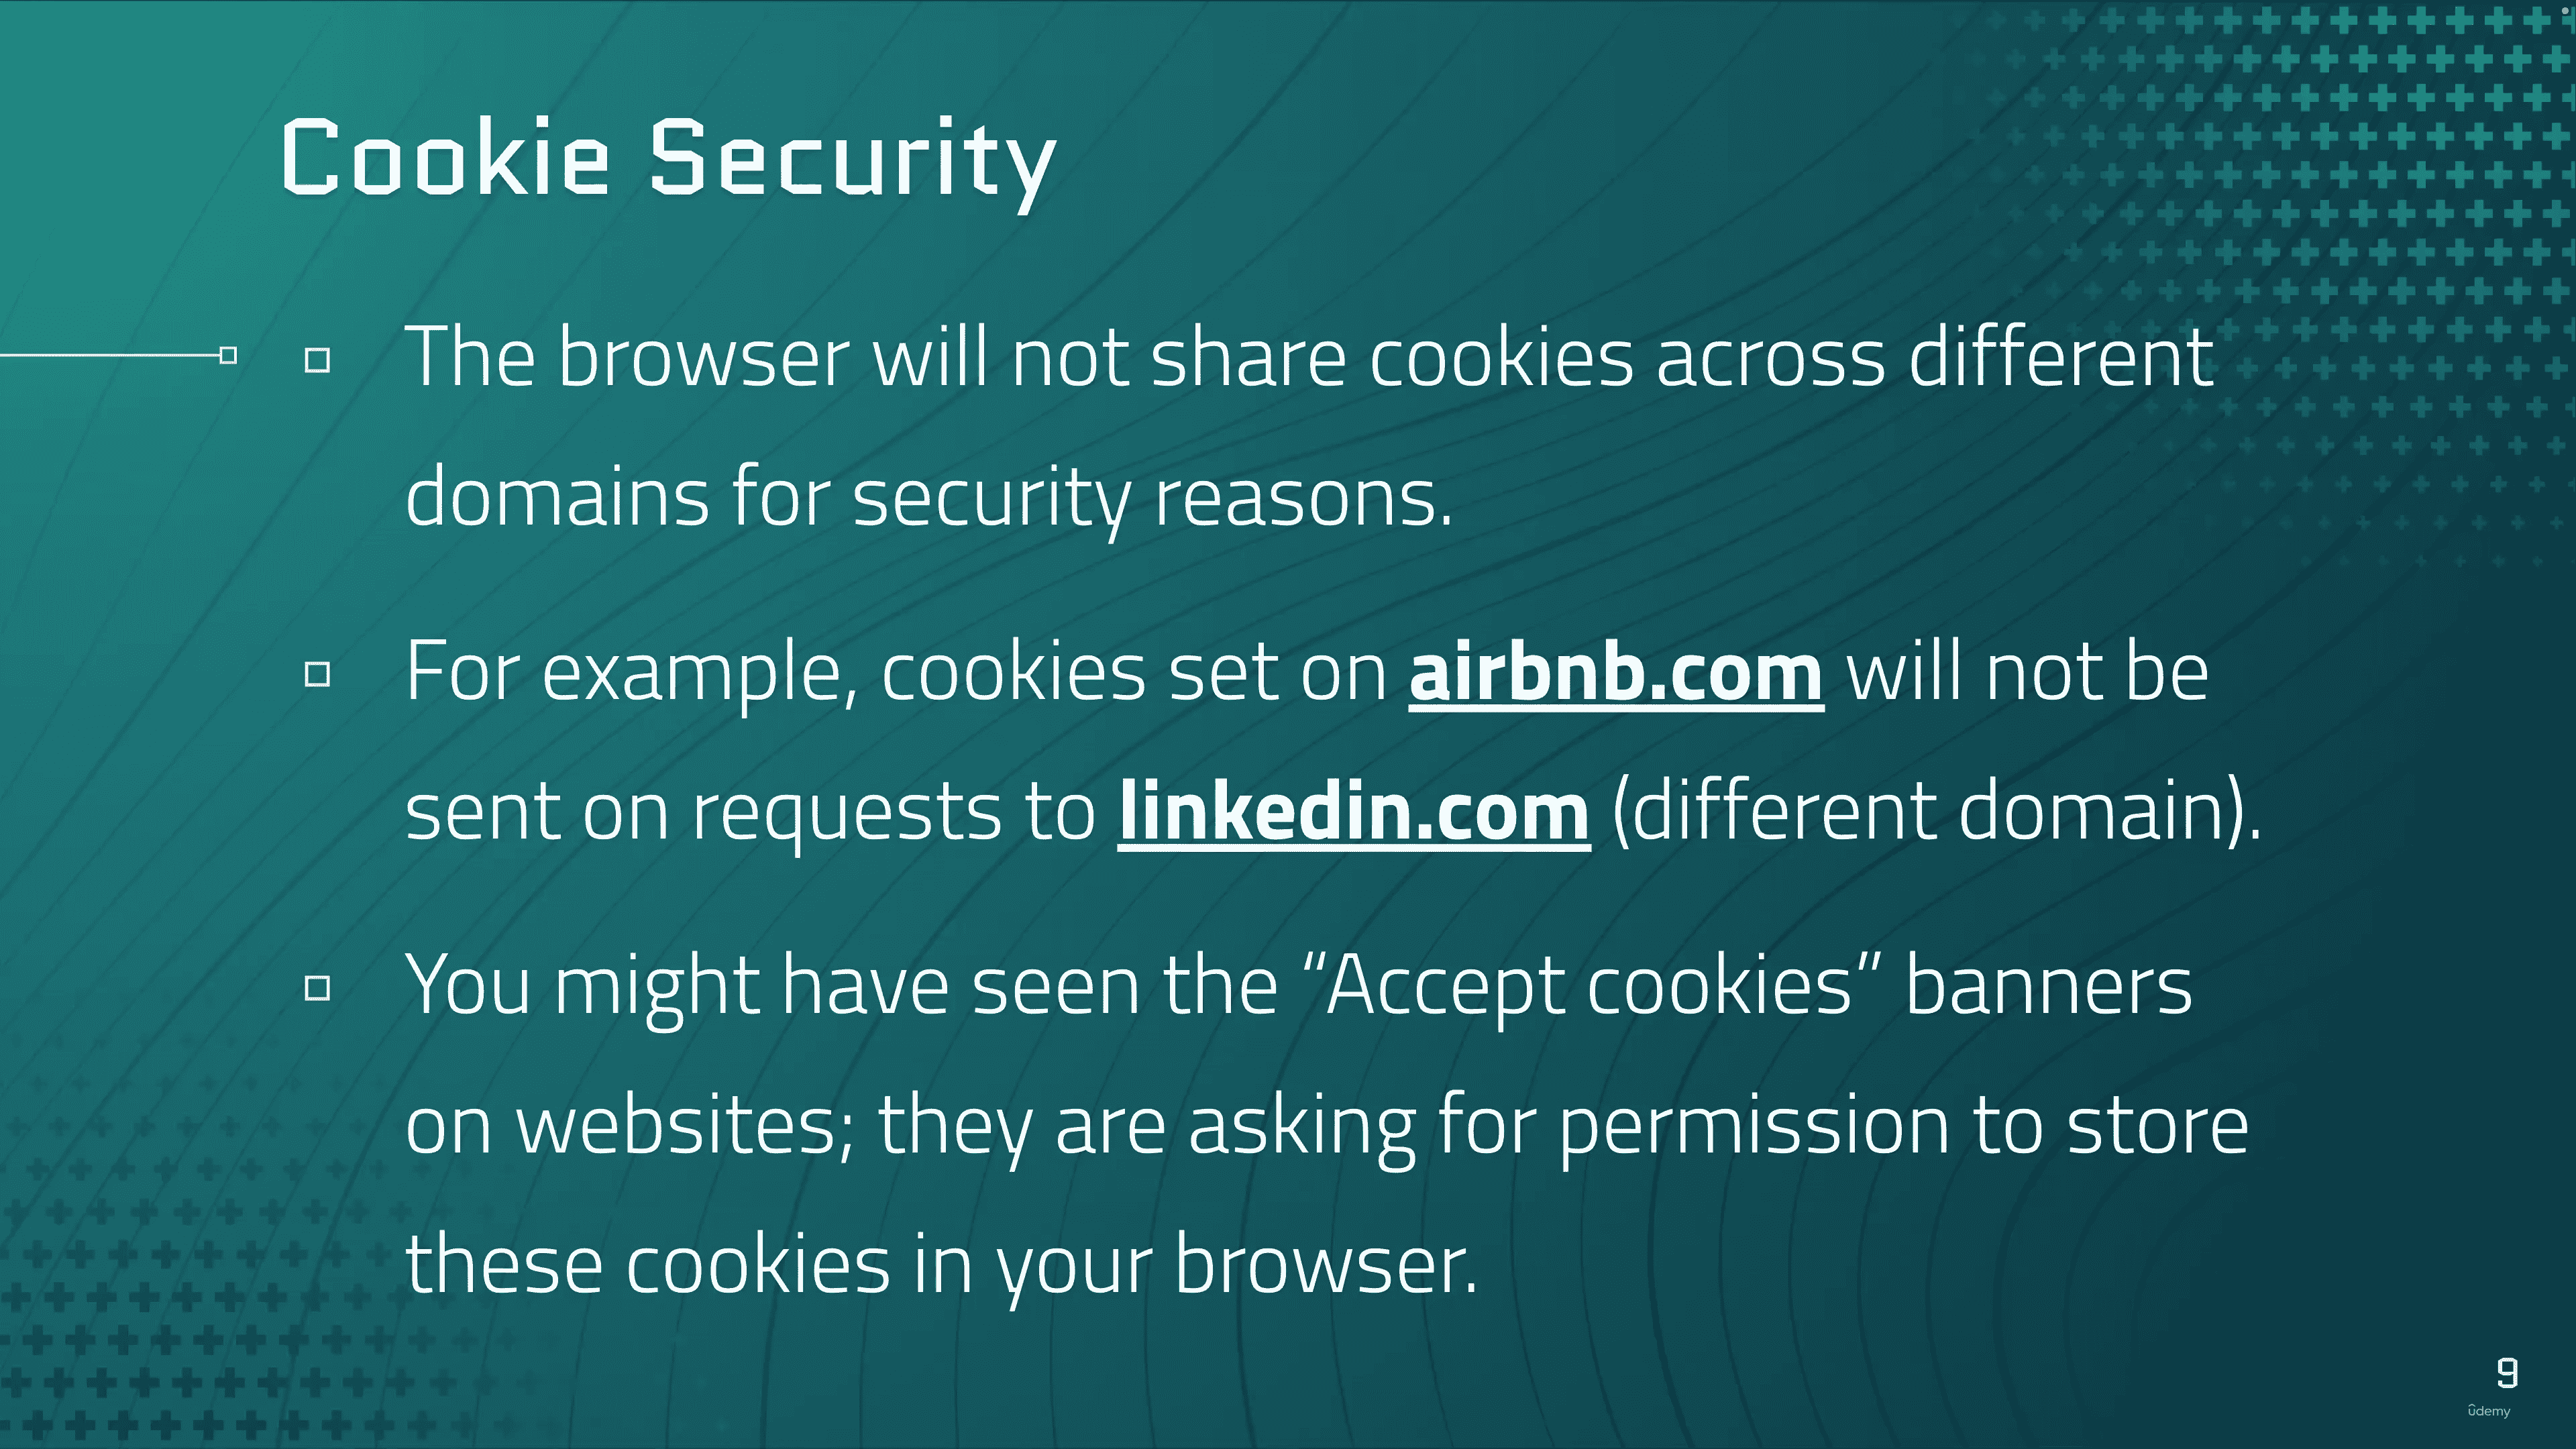 Cookie Security
The browser will not share cookies across different
domains for security reasons.
For example, cookies set on airbnb.com will not be
sent on requests to linkedin.com (different domain).
You might have seen the “Accept cookies” banners
on websites; they are asking for permission to store
these cookies in your browser.
9
ûdemy